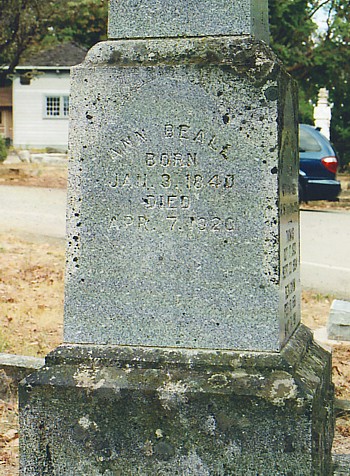 ANN BEALE
BORN
JAN. 3. 1840
DIED
APR. 7. 1920